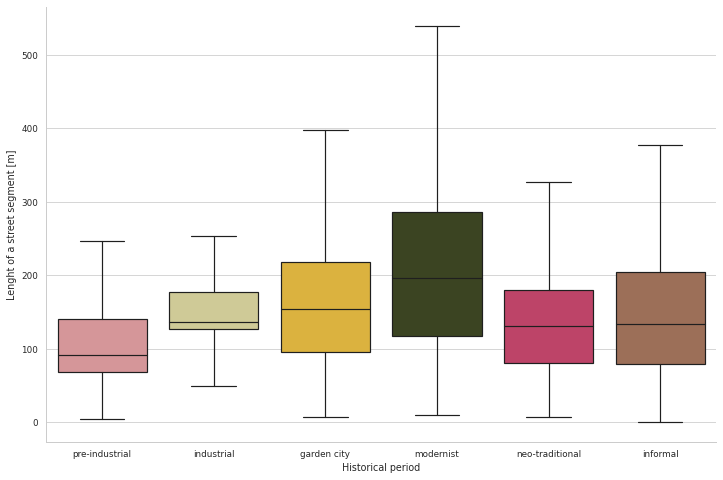 Lenght of a street segment [m]
500
400
300
200
100
0
pre-industrial industrial garden city modernist neo-traditional informal
Historical period